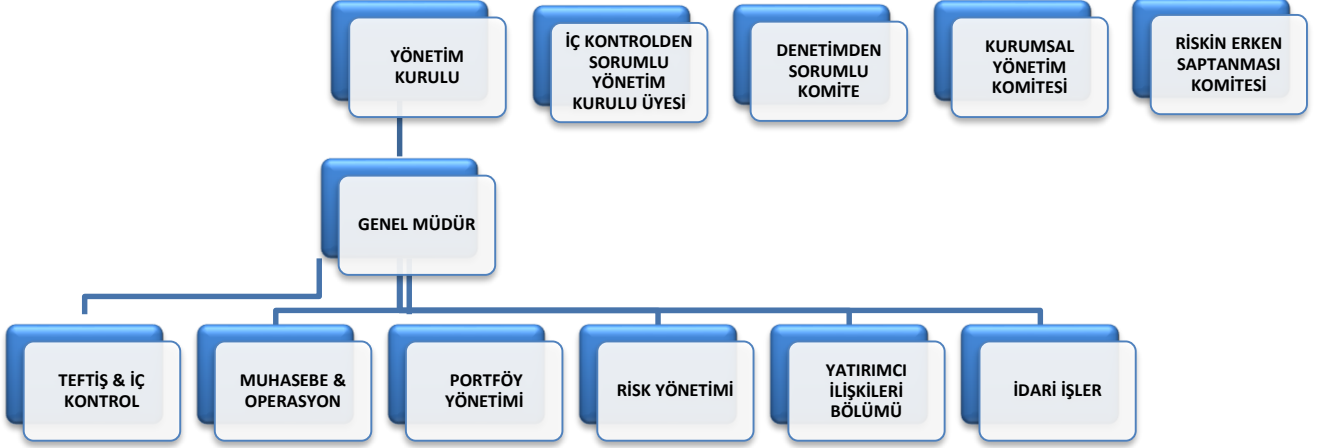 YÖNETİM
KURULU
İÇ KONTROLDEN
SORUMLU
YÖNETİM
KURULU ÜYESİ
DENETİMDEN
SORUMLU
KOMİTE
KURUMSAL
YÖNETİM
KOMİTESİ
RİSKİN ERKEN
SAPTANMASI
KOMİTESİ
GENEL MÜDÜR
TEFTİŞ & İÇ
KONTROL
MUHASEBE &
OPERASYON
PORTFÖY
YÖNETİMİ
RISK YÖNETİMİ
YATIRIMCI
İLİŞKİLERİ
BÖLÜMÜ
İDARİ İŞLER